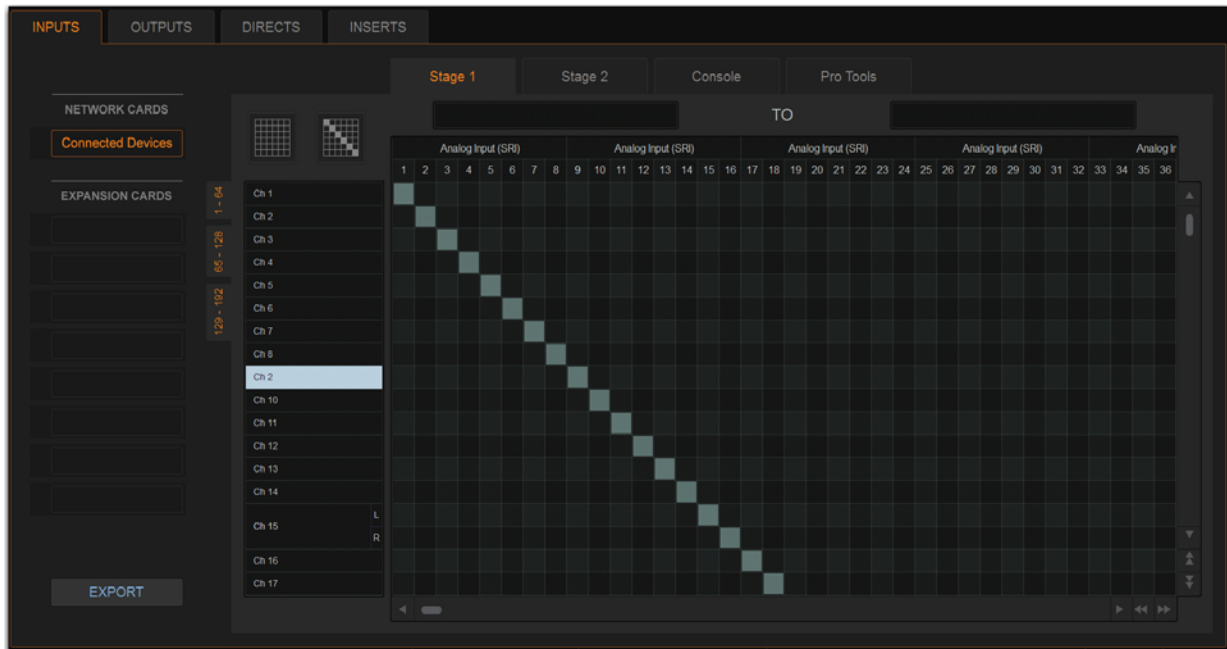 INPUTS OUTPUTS DIRECTS INSERTS
Stage 1 Stage 2 Console Pro Tools
NETWORK CARDS
Connected Devices
EXPANSION CARDS
EXPORT
1 - 64
65 - 128
129 - 192
TO
Analog Input (SRI) Analog Input (SRI) Analog Input (SRI) Analog Input (SRI) Analog In
1 2 3 4 5 6 7 8 9 10 11 12 13 14 15 16 17 18 19 20 21 22 23 24 25 26 27 28 29 30 31 32 33 34 35 36
Ch 1
Ch 2
Ch 3
Ch 4
Ch 5
Ch 6
Ch 7
Ch 8
Ch 2
Ch 10
Ch 11
Ch 12
Ch 13
Ch 14
Ch 15 L R
Ch 16
Ch 17